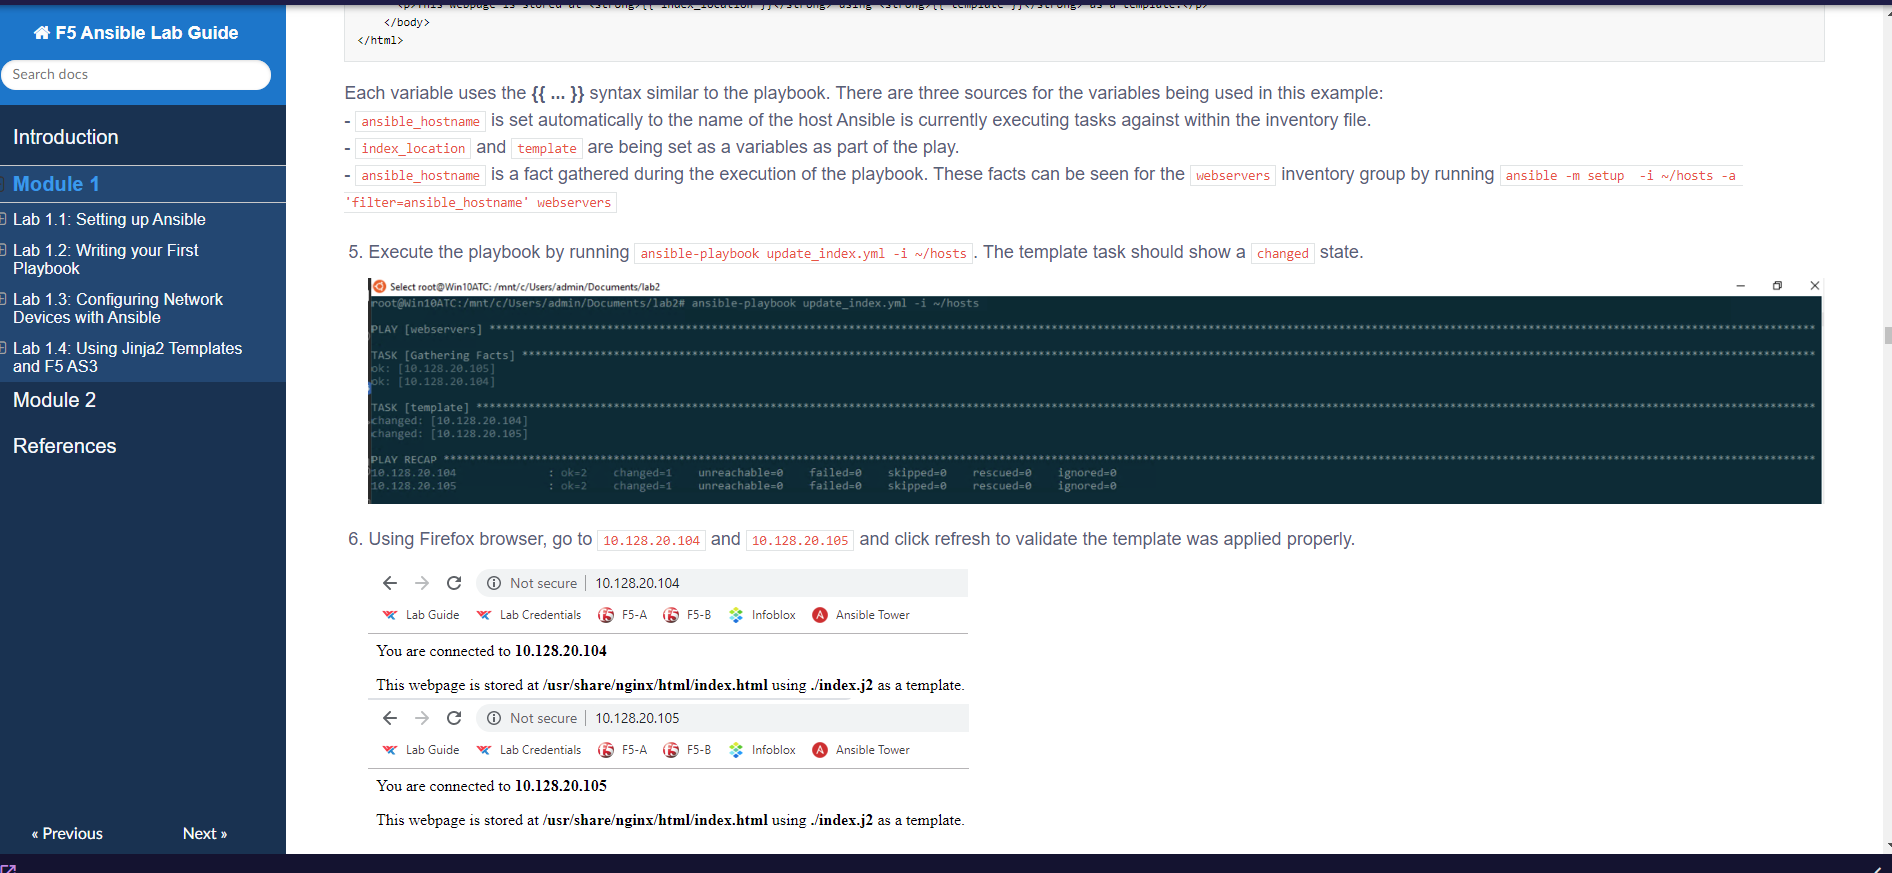 F5 Ansible Lab Guide
Search docs
Introduction
Module 1
Lab 1.1: Setting up Ansible
Lab 1.2: Writing your First
Playbook
Lab 1.3: Configuring Network
Devices with Ansible
Lab 1.4: Using Jinja2 Templates
and F5 AS3
Module 2
References
« Previous Next »
<p>This webpage is stored at <strong>{{ index_location }}</strong> using <strong>{{ template }}</strong> as a template.</p>
</body>
</html>
Each variable uses the {{ ... }} syntax similar to the playbook. There are three sources for the variables being used in this example:
- ansible_hostname is set automatically to the name of the host Ansible is currently executing tasks against within the inventory file.
- index_location and template are being set as a variables as part of the play.
- ansible_hostname is a fact gathered during the execution of the playbook. These facts can be seen for the webservers inventory group by running ansible -m setup -i ~/hosts -a
'filter=ansible_hostname' webservers
5. Execute the playbook by running ansible-playbook update_index.yml -i ~/hosts . The template task should show a changed state.
Select root@Win10ATC: /mnt/c/Users/admin/Documents/lab2
root@Win10ATC:/mnt/c/Users/admin/Documents/lab2# ansible-playbook update_index.yml -i ~/hosts
PLAY [webservers]
TASK [Gathering Facts]
ok: [10.128.20.105]
ok: [10.128.20.104]
TASK [template]
changed: [10.128.20.104]
changed: [10.128.20.105]
PLAY RECAP
10.128.20.104 : ok=2 changed=1 unreachable=0 failed=0 skipped=0 rescued=0 ignored=0
10.128.20.105 : ok=2 changed=1 unreachable=0 failed=0 skipped=0 rescued=0 ignored=0
6. Using Firefox browser, go to 10.128.20.104 and 10.128.20.105 and click refresh to validate the template was applied properly.
Not secure | 10.128.20.104
Lab Guide Lab Credentials F5-A F5-B Infoblox Ansible Tower
You are connected to 10.128.20.104
This webpage is stored at /usr/share/nginx/html/index.html using ./index.j2 as a template.
Not secure | 10.128.20.105
Lab Guide Lab Credentials F5-A F5-B Infoblox Ansible Tower
You are connected to 10.128.20.105
This webpage is stored at /usr/share/nginx/html/index.html using ./index.j2 as a template.